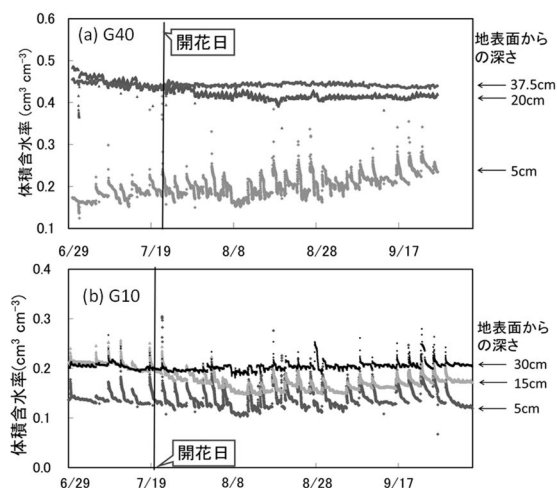 (a) G40
開花日
体積含水率 (cm³ cm⁻³)
0.6
0.5
0.4
0.3
0.2
0.1
6/29 7/19 8/8 8/28 9/17
地表面から
の深さ
37.5cm
20cm
5cm
(b) G10
開花日
体積含水率(cm³ cm⁻³)
0.4
0.3
0.2
0.1
0.0
6/29 7/19 8/8 8/28 9/17
地表面から
の深さ
30cm
15cm
5cm